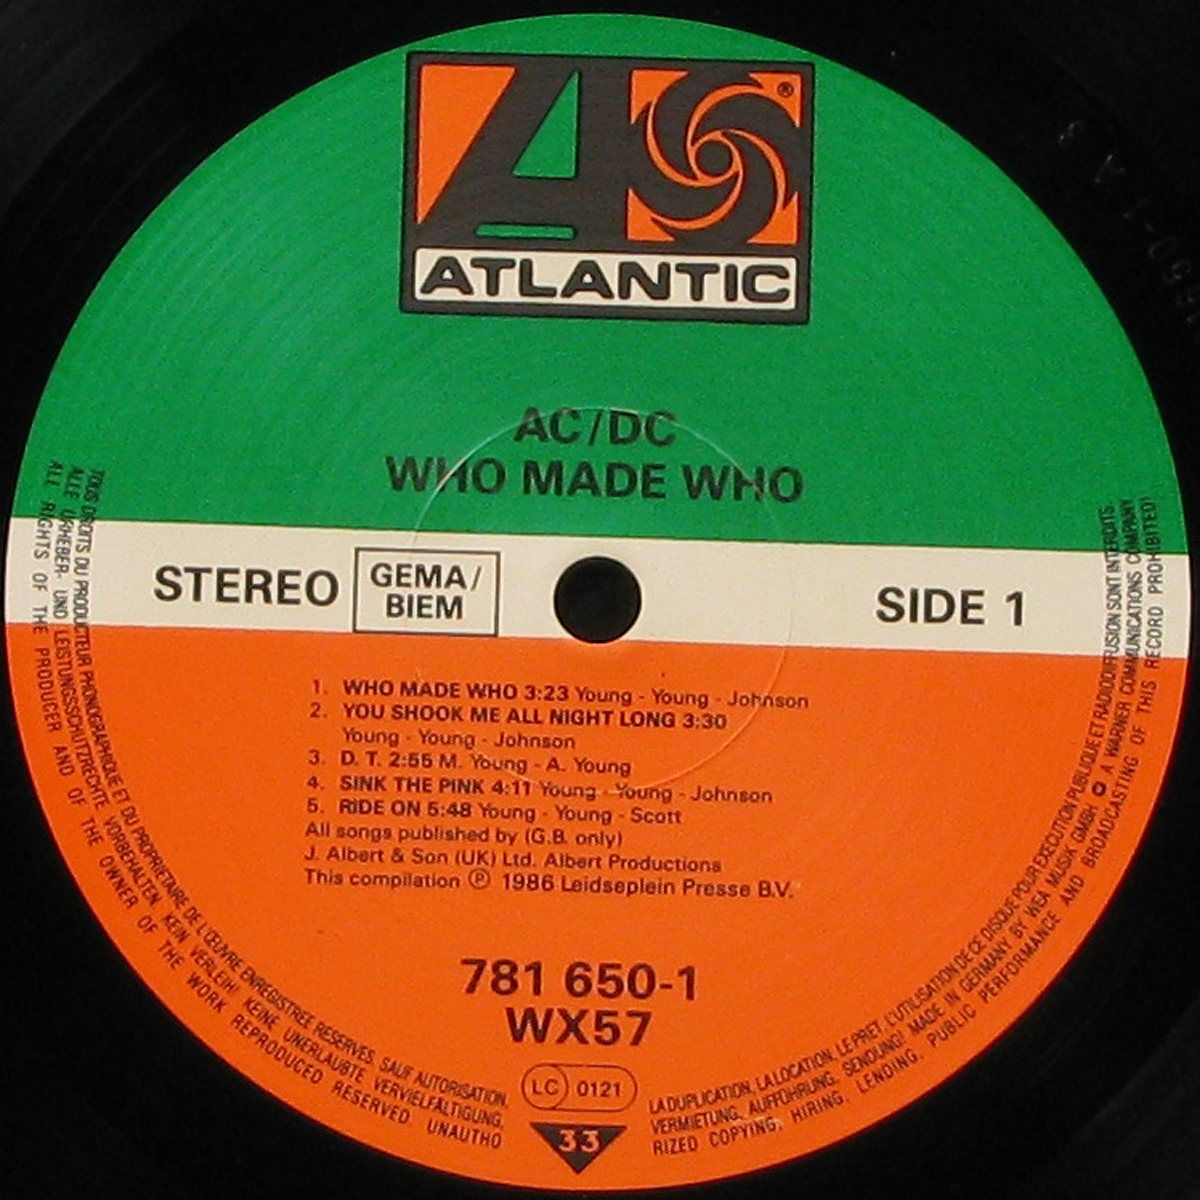 ATLANTIC
®
AC/DC
WHO MADE WHO
STEREO
GEMA/
BIEM
SIDE 1
1. WHO MADE WHO 3:23 Young - Young - Johnson
2. YOU SHOOK ME ALL NIGHT LONG 3:30
Young - Young - Johnson
3. D. T. 2:55 M. Young - A. Young
4. SINK THE PINK 4:11 Young - Young - Johnson
5. RIDE ON 5:48 Young - Young - Scott
All songs published by (G.B. only)
J. Albert & Son (UK) Ltd. Albert Productions
This compilation ℗ 1986 Leidseplein Presse B.V.
781 650-1
WX57
LC 0121
33
TOUS DROITS DU PRODUCTEUR PHONOGRAPHIQUE ET DU PROPRIETAIRE DE L'ŒUVRE ENREGISTREE RESERVES. SAUF AUTORISATION, LA DUPLICATION, LA LOCATION, LE PRET, L'UTILISATION DE CE DISQUE POUR EXECUTION PUBLIQUE ET RADIODIFFUSION SONT INTERDITS.
ALLE URHEBER- UND LEISTUNGSSCHUTZRECHTE VORBEHALTEN. KEIN VERLEIH! KEINE UNERLAUBTE VERVIELFÄLTIGUNG, VERMIETUNG, AUFFÜHRUNG, SENDUNG! MADE IN GERMANY BY WEA MUSIK GMBH A WARNER COMMUNICATIONS COMPANY
ALL RIGHTS OF THE PRODUCER AND OF THE OWNER OF THE WORK REPRODUCED RESERVED UNAUTHORIZED COPYING, HIRING, LENDING, PUBLIC PERFORMANCE AND BROADCASTING OF THIS RECORD PROHIBITED!